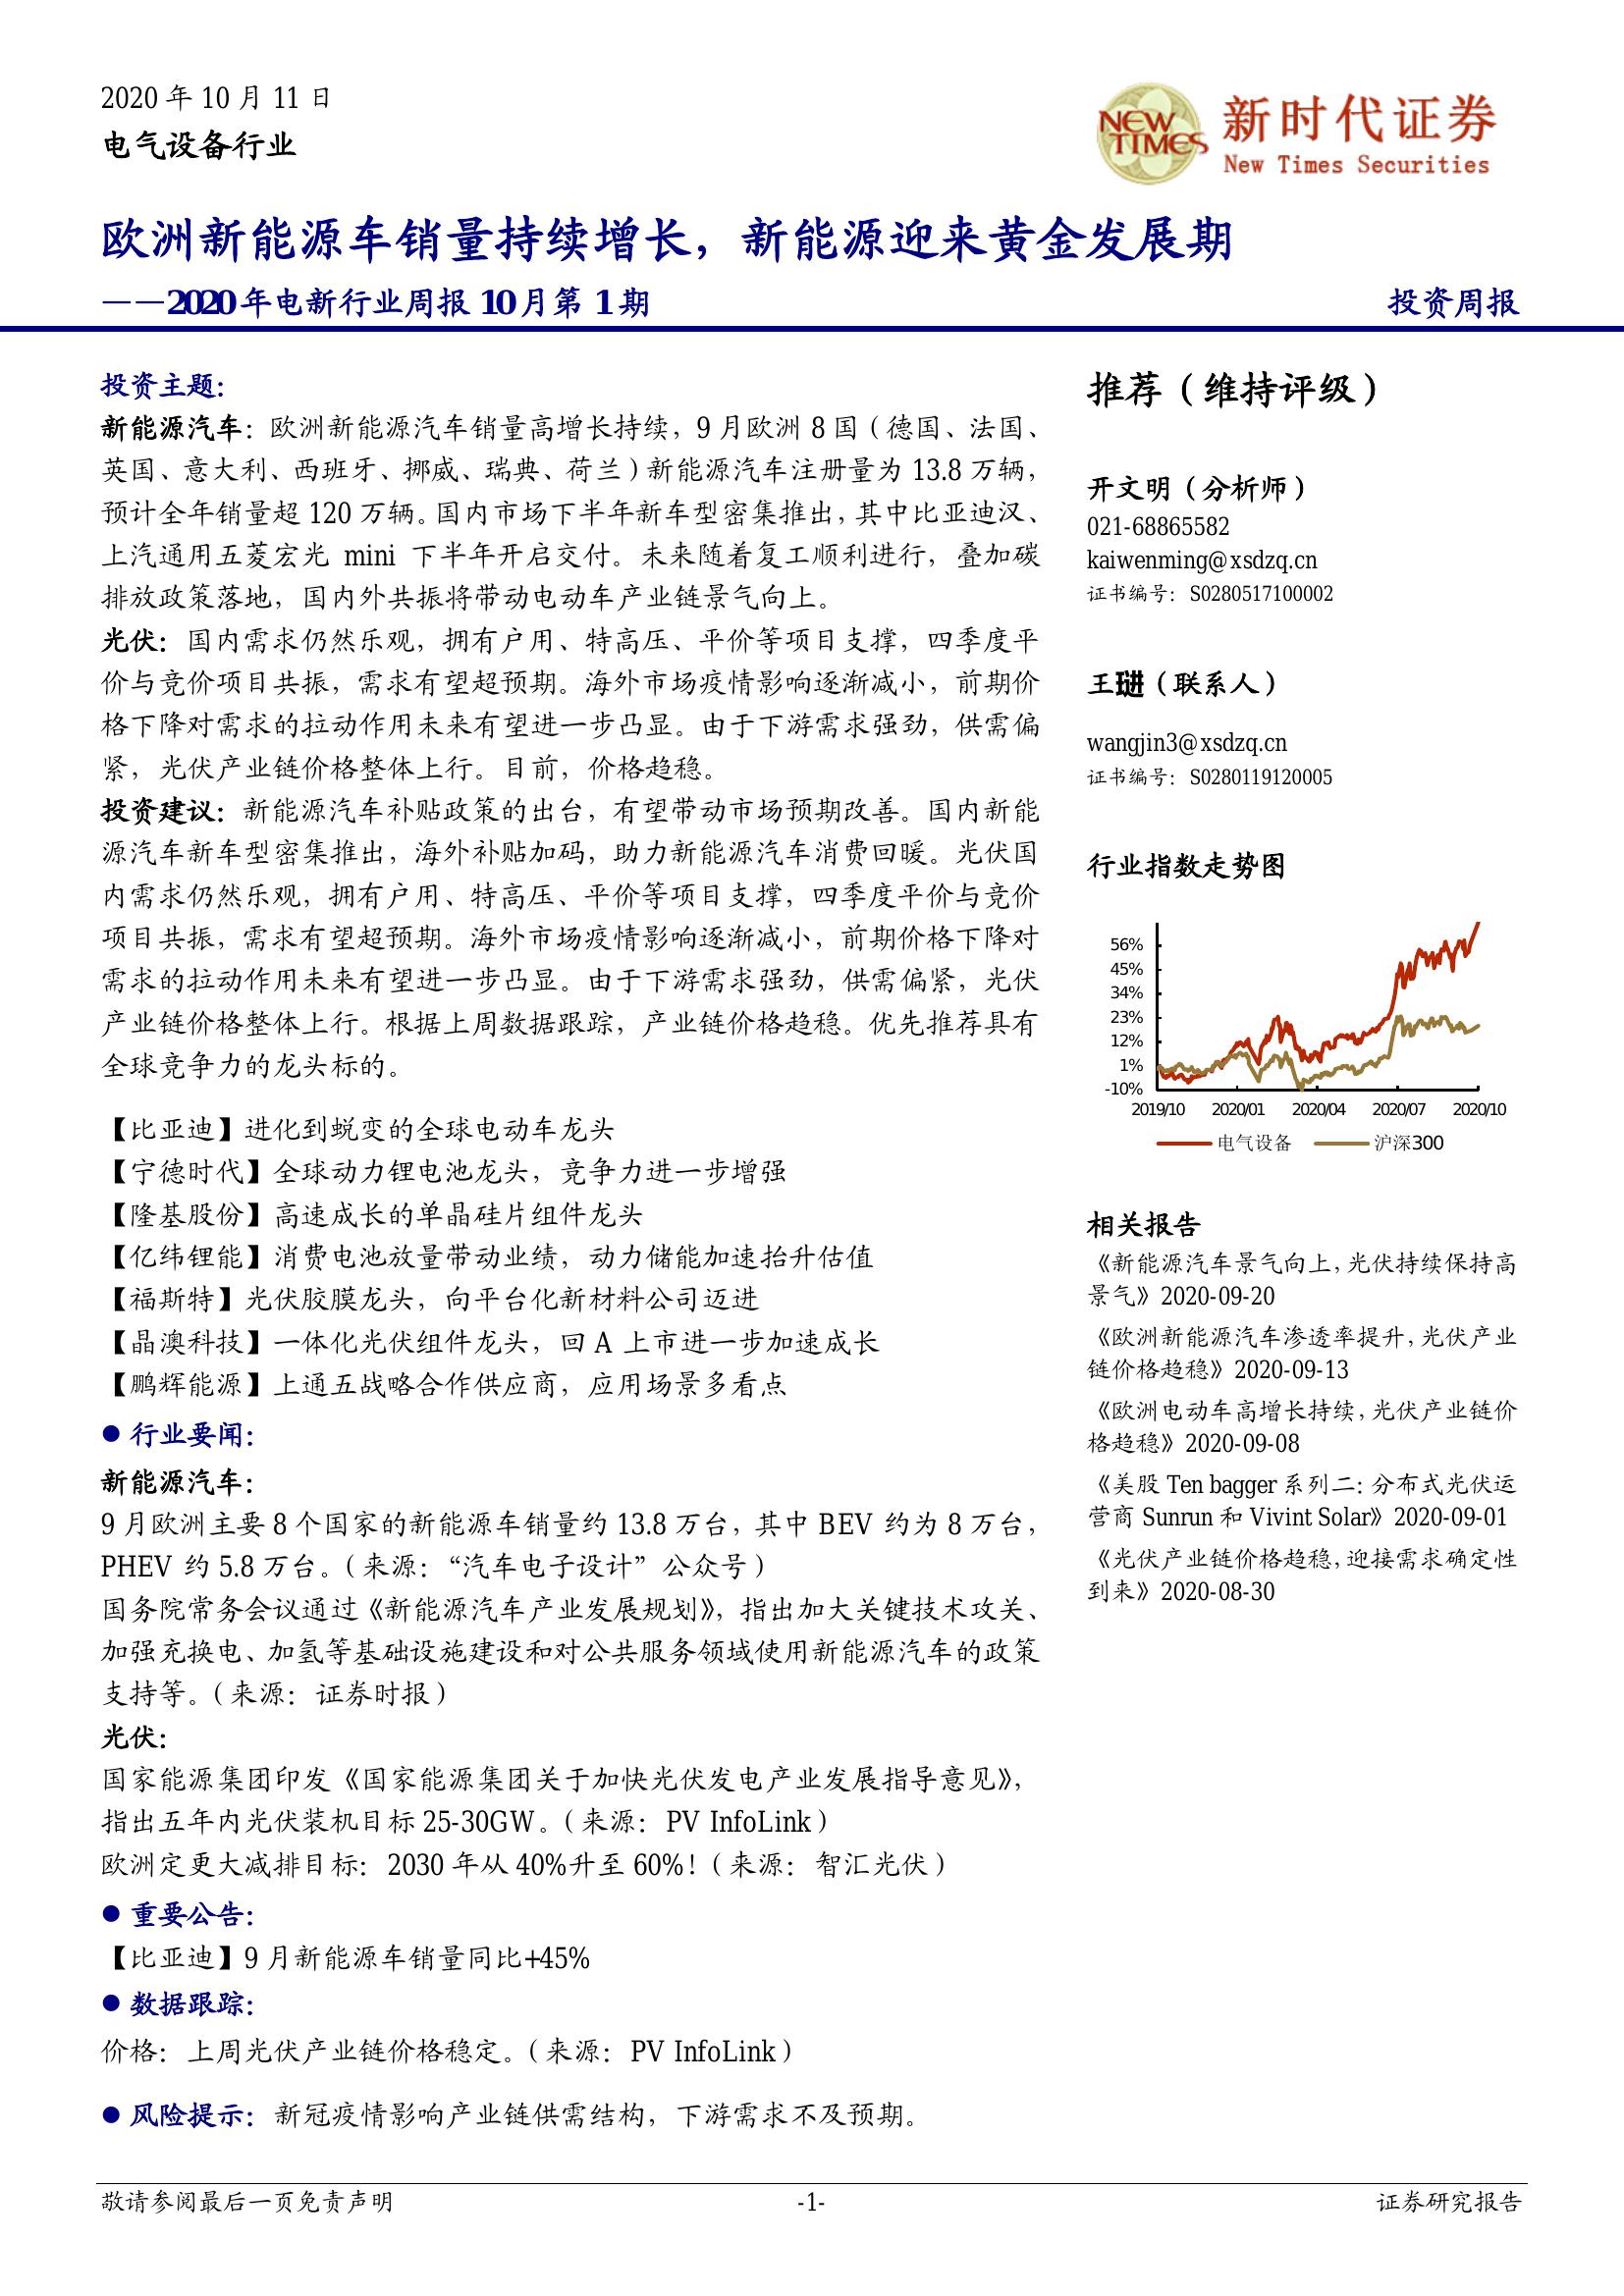 2020 年 10 月 11 日
电气设备行业
NEW TIMES
新时代证券
New Times Securities
欧洲新能源车销量持续增长，新能源迎来黄金发展期
——2020年电新行业周报 10月第 1期
投资周报
投资主题：
新能源汽车：欧洲新能源汽车销量高增长持续，9 月欧洲 8 国（德国、法国、
英国、意大利、西班牙、挪威、瑞典、荷兰）新能源汽车注册量为 13.8 万辆，
预计全年销量超 120 万辆。国内市场下半年新车型密集推出，其中比亚迪汉、
上汽通用五菱宏光 mini 下半年开启交付。未来随着复工顺利进行，叠加碳
排放政策落地，国内外共振将带动电动车产业链景气向上。
光伏：国内需求仍然乐观，拥有户用、特高压、平价等项目支撑，四季度平
价与竞价项目共振，需求有望超预期。海外市场疫情影响逐渐减小，前期价
格下降对需求的拉动作用未来有望进一步凸显。由于下游需求强劲，供需偏
紧，光伏产业链价格整体上行。目前，价格趋稳。
投资建议：新能源汽车补贴政策的出台，有望带动市场预期改善。国内新能
源汽车新车型密集推出，海外补贴加码，助力新能源汽车消费回暖。光伏国
内需求仍然乐观，拥有户用、特高压、平价等项目支撑，四季度平价与竞价
项目共振，需求有望超预期。海外市场疫情影响逐渐减小，前期价格下降对
需求的拉动作用未来有望进一步凸显。由于下游需求强劲，供需偏紧，光伏
产业链价格整体上行。根据上周数据跟踪，产业链价格趋稳。优先推荐具有
全球竞争力的龙头标的。
【比亚迪】进化到蜕变的全球电动车龙头
【宁德时代】全球动力锂电池龙头，竞争力进一步增强
【隆基股份】高速成长的单晶硅片组件龙头
【亿纬锂能】消费电池放量带动业绩，动力储能加速抬升估值
【福斯特】光伏胶膜龙头，向平台化新材料公司迈进
【晶澳科技】一体化光伏组件龙头，回 A 上市进一步加速成长
【鹏辉能源】上通五战略合作供应商，应用场景多看点
● 行业要闻：
新能源汽车：
9 月欧洲主要 8 个国家的新能源车销量约 13.8 万台，其中 BEV 约为 8 万台，
PHEV 约 5.8 万台。（来源：“汽车电子设计”公众号）
国务院常务会议通过《新能源汽车产业发展规划》，指出加大关键技术攻关、
加强充换电、加氢等基础设施建设和对公共服务领域使用新能源汽车的政策
支持等。（来源：证券时报）
光伏：
国家能源集团印发《国家能源集团关于加快光伏发电产业发展指导意见》，
指出五年内光伏装机目标 25-30GW。（来源：PV InfoLink）
欧洲定更大减排目标：2030 年从 40%升至 60%！（来源：智汇光伏）
● 重要公告：
【比亚迪】9 月新能源车销量同比+45%
● 数据跟踪：
价格：上周光伏产业链价格稳定。（来源：PV InfoLink）
● 风险提示：新冠疫情影响产业链供需结构，下游需求不及预期。
推荐（维持评级）
开文明（分析师）
021-68865582
kaiwenming@xsdzq.cn
证书编号：S0280517100002
王琎（联系人）
wangjin3@xsdzq.cn
证书编号：S0280119120005
行业指数走势图
56%
45%
34%
23%
12%
1%
-10%
2019/10 2020/01 2020/04 2020/07 2020/10
电气设备 沪深300
相关报告
《新能源汽车景气向上，光伏持续保持高
景气》2020-09-20
《欧洲新能源汽车渗透率提升，光伏产业
链价格趋稳》2020-09-13
《欧洲电动车高增长持续，光伏产业链价
格趋稳》2020-09-08
《美股 Ten bagger 系列二：分布式光伏运
营商 Sunrun 和 Vivint Solar》2020-09-01
《光伏产业链价格趋稳，迎接需求确定性
到来》2020-08-30
敬请参阅最后一页免责声明
-1-
证券研究报告